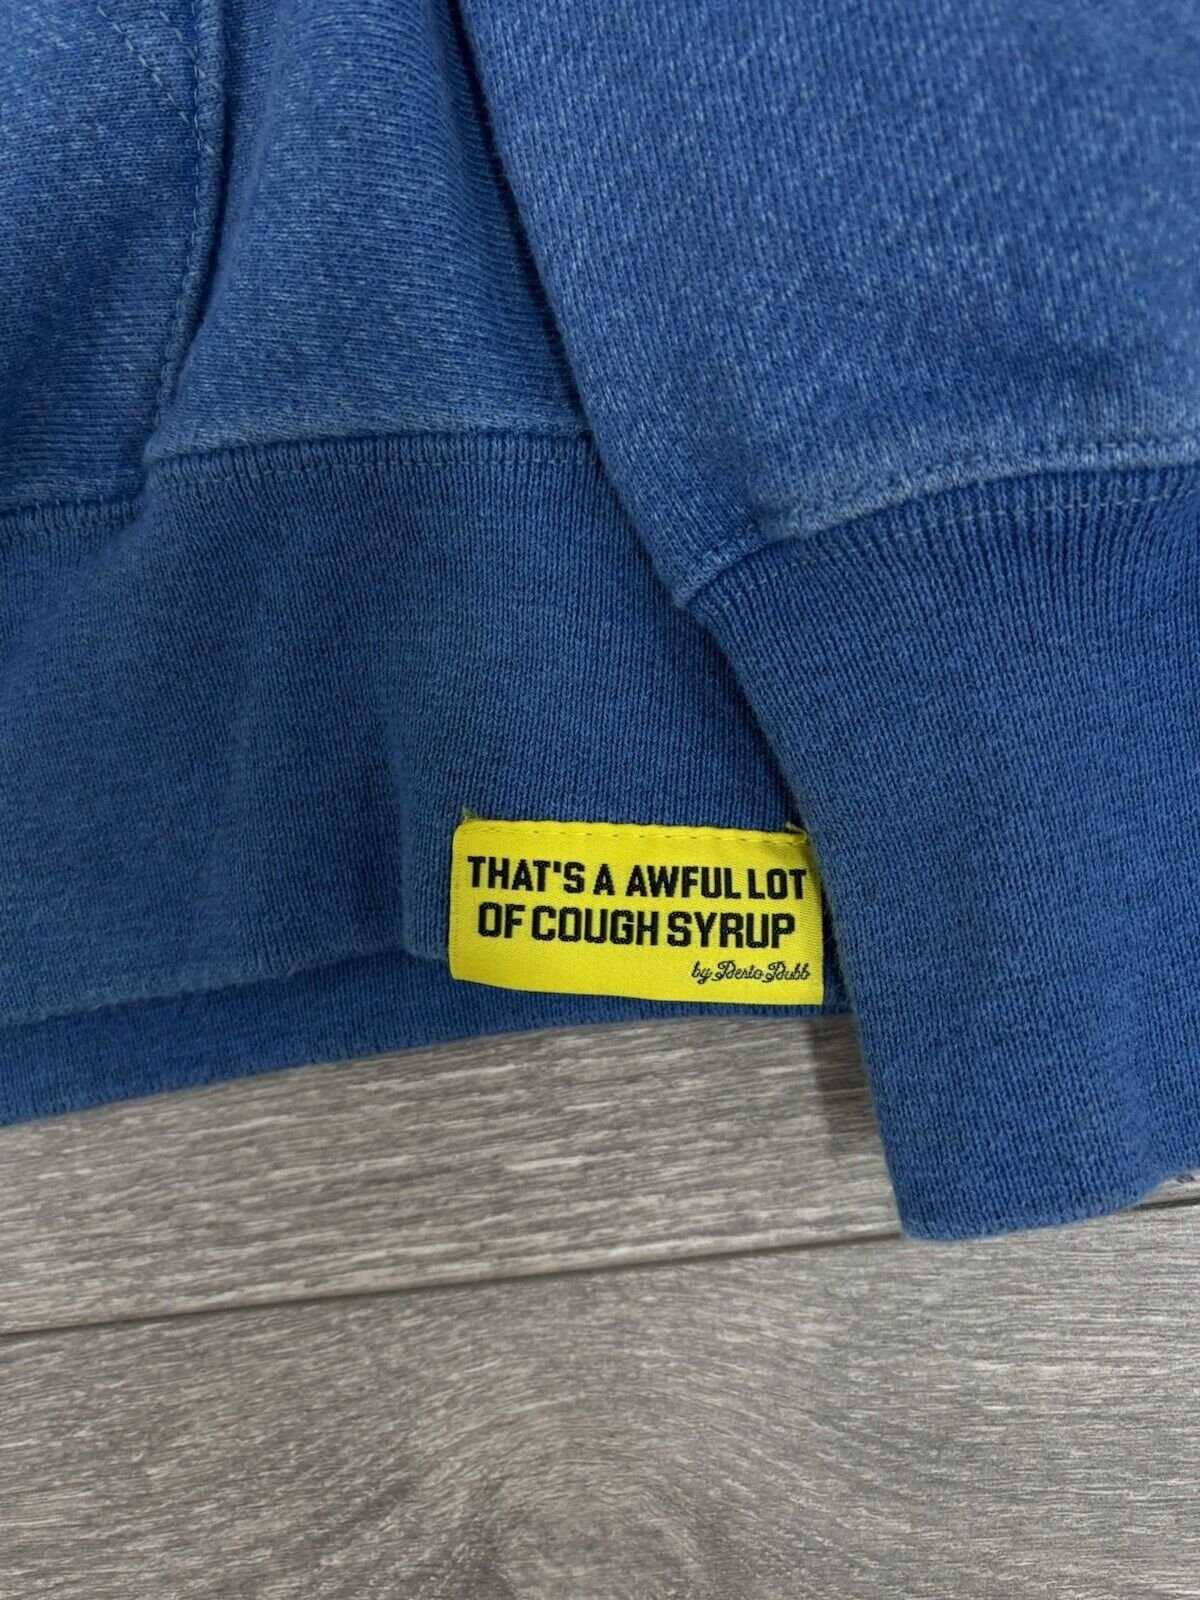 THAT'S A AWFUL LOT
OF COUGH SYRUP
by Desto Dubb